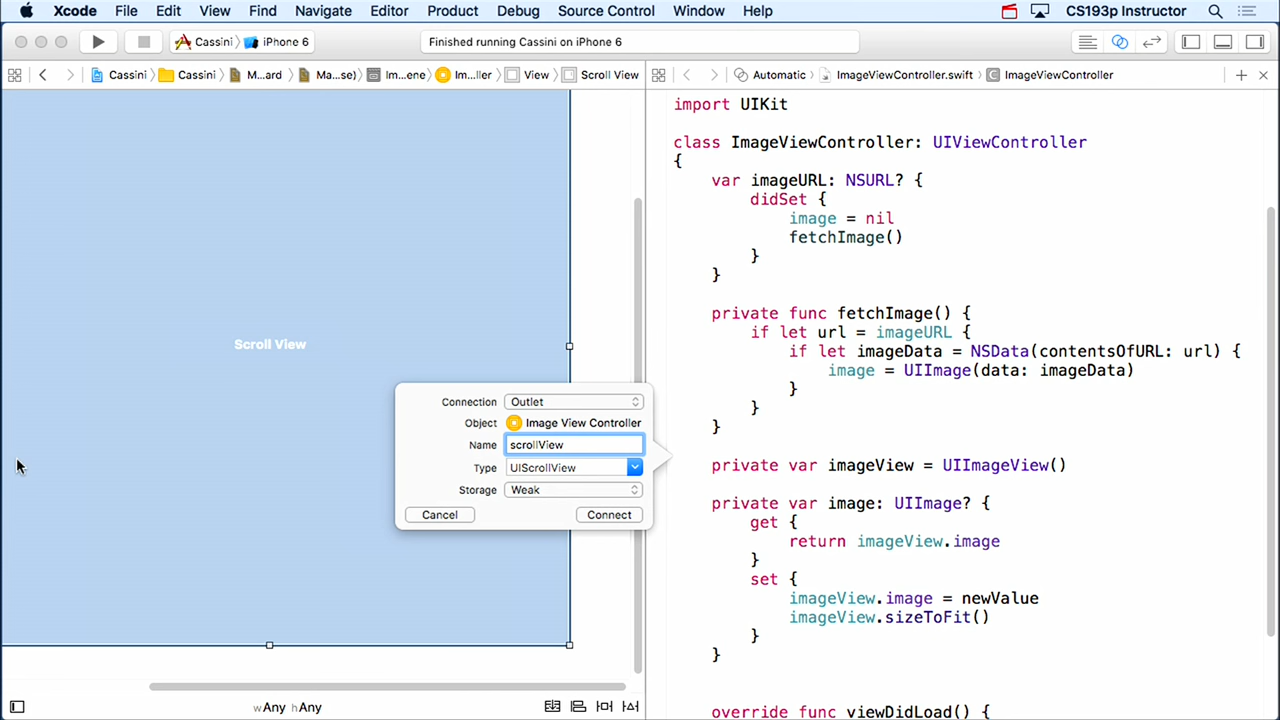 Xcode File Edit View Find Navigate Editor Product Debug Source Control Window Help CS193p Instructor
Cassini iPhone 6 Finished running Cassini on iPhone 6
Cassini Cassini M...ard Ma...se) Im...ene Im...ller View Scroll View Automatic ImageViewController.swift ImageViewController
import UIKit
class ImageViewController: UIViewController
{
var imageURL: NSURL? {
didSet {
image = nil
fetchImage()
}
}
private func fetchImage() {
if let url = imageURL {
if let imageData = NSData(contentsOfURL: url) {
image = UIImage(data: imageData)
}
}
}
private var imageView = UIImageView()
private var image: UIImage? {
get {
return imageView.image
}
set {
imageView.image = newValue
imageView.sizeToFit()
}
}
override func viewDidLoad() {
Scroll View
Connection Outlet
Object Image View Controller
Name scrollView
Type UIScrollView
Storage Weak
Cancel Connect
wAny hAny